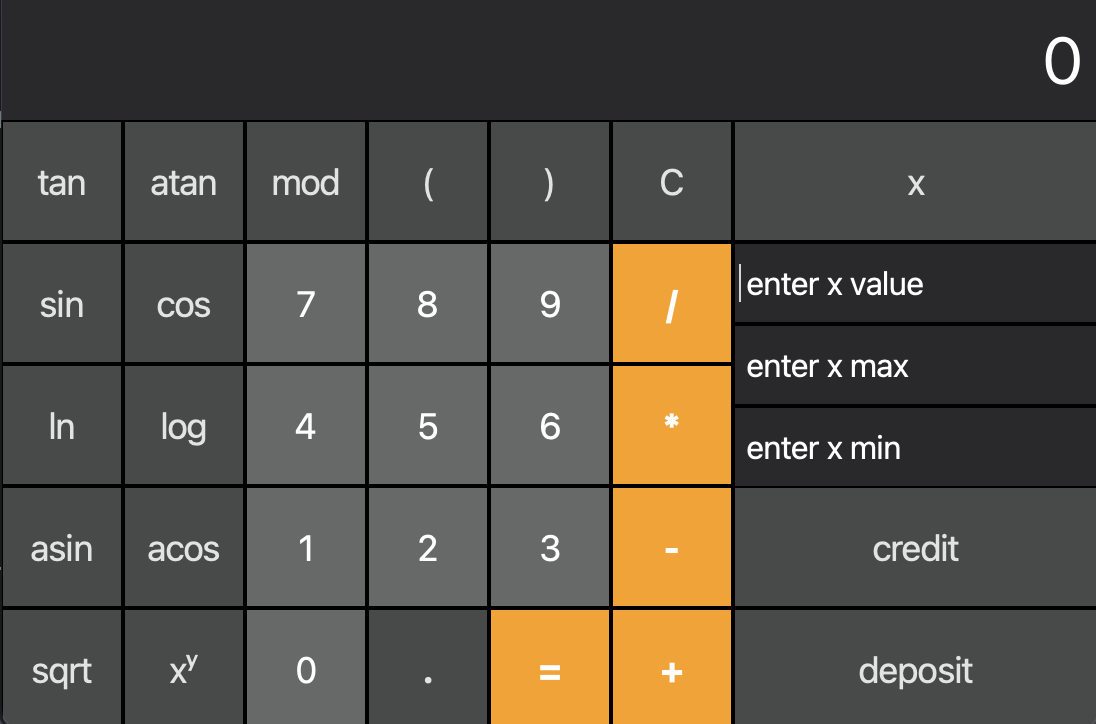 0
tan atan mod ( ) C x
sin cos 7 8 9 / enter x value
enter x max
ln log 4 5 6 *
enter x min
asin acos 1 2 3 - credit
sqrt xʸ 0 . = + deposit